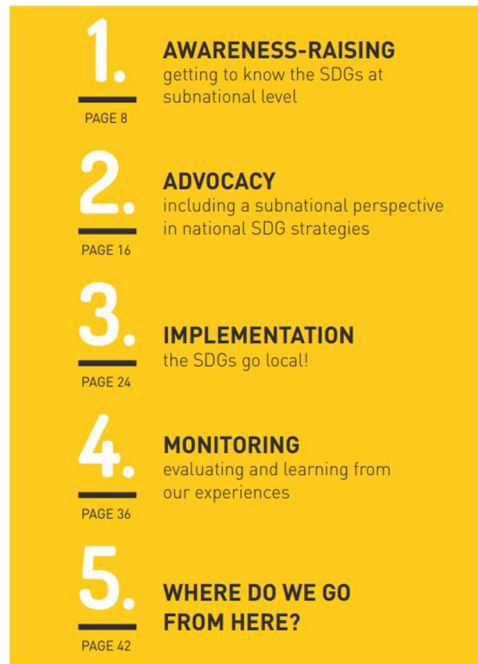 1.
PAGE 8
AWARENESS-RAISING
getting to know the SDGs at
subnational level
2.
PAGE 16
ADVOCACY
including a subnational perspective
in national SDG strategies
3.
PAGE 24
IMPLEMENTATION
the SDGs go local!
4.
PAGE 36
MONITORING
evaluating and learning from
our experiences
5.
PAGE 42
WHERE DO WE GO
FROM HERE?